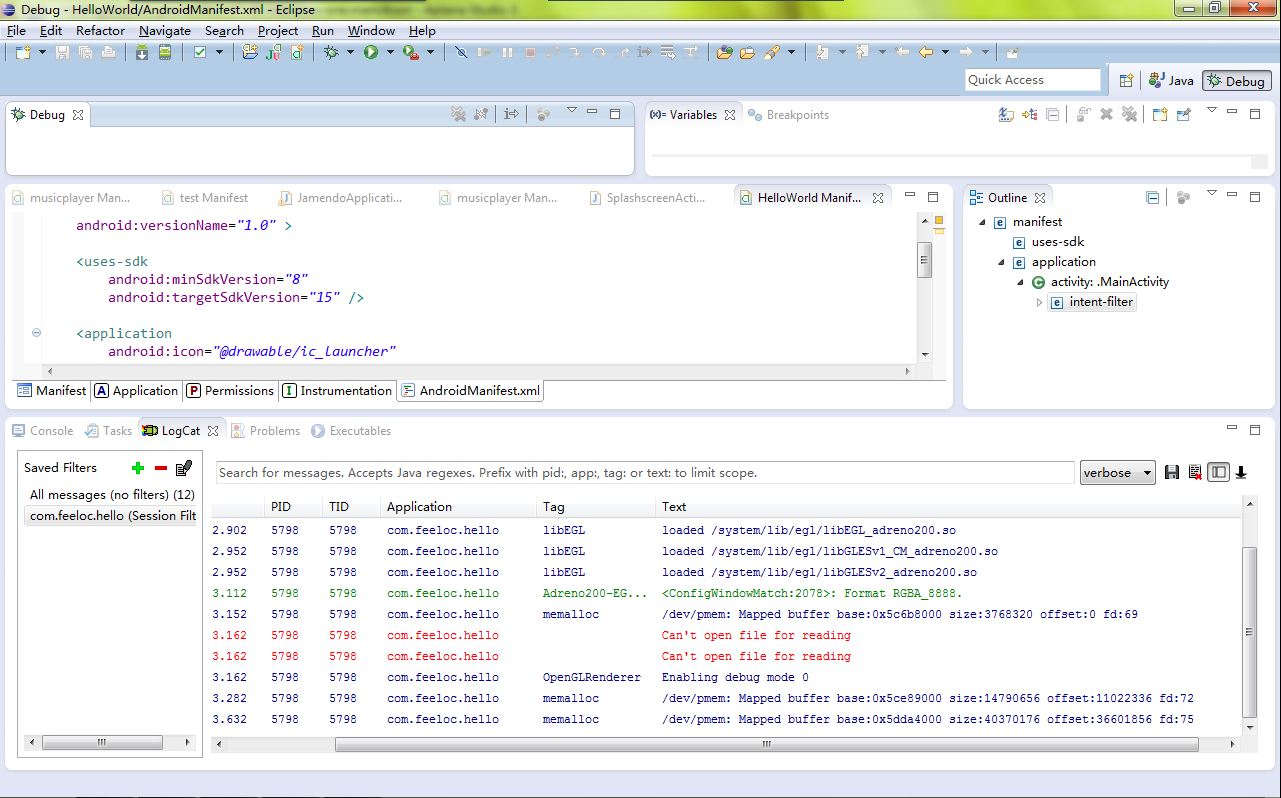 Debug - HelloWorld/AndroidManifest.xml - Eclipse
File Edit Refactor Navigate Search Project Run Window Help
Quick Access
Java
Debug
Debug
(x)= Variables
Breakpoints
musicplayer Man...
test Manifest
JamendoApplicati...
musicplayer Man...
SplashscreenActi...
HelloWorld Manif...
Outline
android:versionName="1.0" >
<uses-sdk
android:minSdkVersion="8"
android:targetSdkVersion="15" />
<application
android:icon="@drawable/ic_launcher"
manifest
uses-sdk
application
activity: .MainActivity
intent-filter
Manifest
A Application
P Permissions
I Instrumentation
AndroidManifest.xml
Console
Tasks
LogCat
Problems
Executables
Saved Filters
All messages (no filters) (12)
com.feeloc.hello (Session Filt
Search for messages. Accepts Java regexes. Prefix with pid:, app:, tag: or text: to limit scope.
verbose
PID TID Application Tag Text
2.902 5798 5798 com.feeloc.hello libEGL loaded /system/lib/egl/libEGL_adreno200.so
2.952 5798 5798 com.feeloc.hello libEGL loaded /system/lib/egl/libGLESv1_CM_adreno200.so
2.952 5798 5798 com.feeloc.hello libEGL loaded /system/lib/egl/libGLESv2_adreno200.so
3.112 5798 5798 com.feeloc.hello Adreno200-EG... <ConfigWindowMatch:2078>: Format RGBA_8888.
3.152 5798 5798 com.feeloc.hello memalloc /dev/pmem: Mapped buffer base:0x5c6b8000 size:3768320 offset:0 fd:69
3.162 5798 5798 com.feeloc.hello Can't open file for reading
3.162 5798 5798 com.feeloc.hello Can't open file for reading
3.162 5798 5798 com.feeloc.hello OpenGLRenderer Enabling debug mode 0
3.282 5798 5798 com.feeloc.hello memalloc /dev/pmem: Mapped buffer base:0x5ce89000 size:14790656 offset:11022336 fd:72
3.632 5798 5798 com.feeloc.hello memalloc /dev/pmem: Mapped buffer base:0x5dda4000 size:40370176 offset:36601856 fd:75